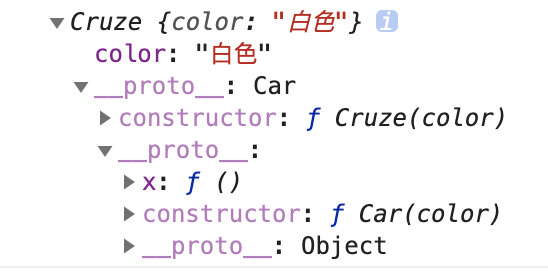 ▼Cruze {color: "白色"} i
color: "白色"
▼__proto__: Car
▶constructor: ƒ Cruze(color)
▼__proto__:
▶x: ƒ ()
▶constructor: ƒ Car(color)
▶__proto__: Object